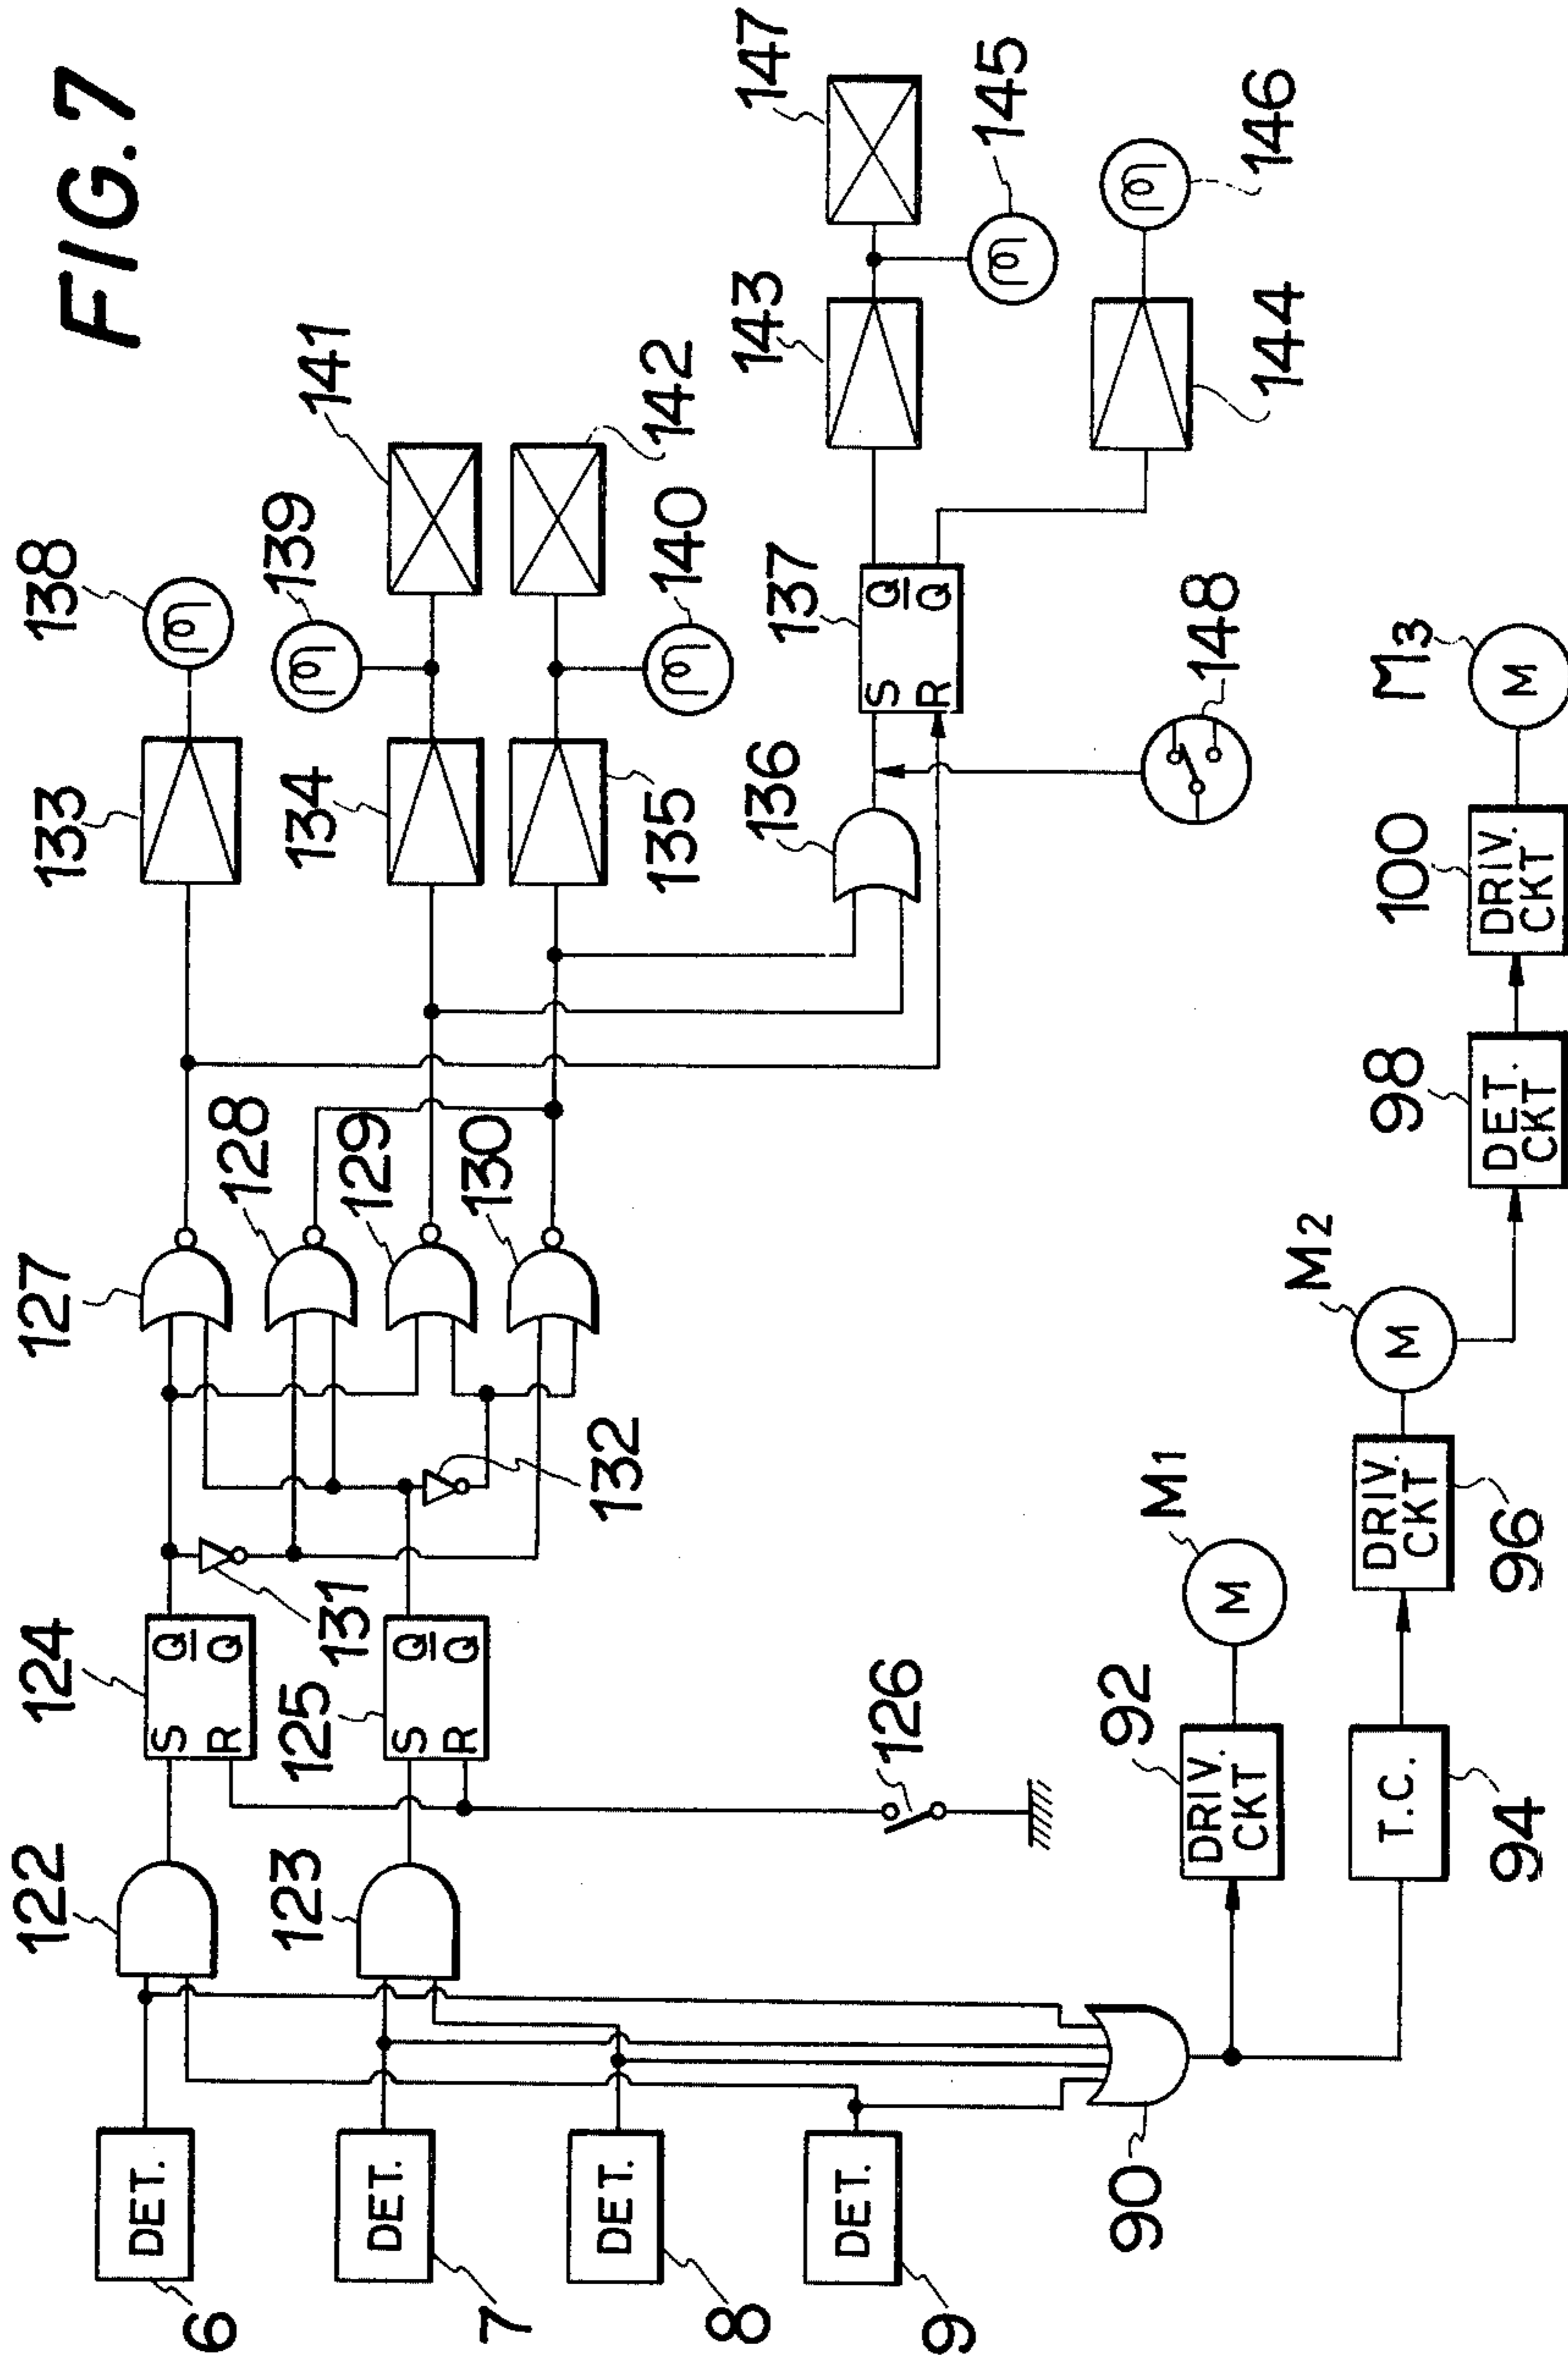 FIG.7
6
DET.
7
DET.
8
DET.
9
DET.
122
123
90
124
S
Q
R
Q̅
125
S
Q
R
Q̅
126
131
132
127
128
129
130
133
134
135
136
138
139
140
141
142
137
S
Q
R
Q̅
148
143
144
145
146
147
92
DRIV.
CKT
M1
M
94
T.C.
96
DRIV.
CKT
M2
M
98
DET.
CKT
100
DRIV.
CKT
M3
M